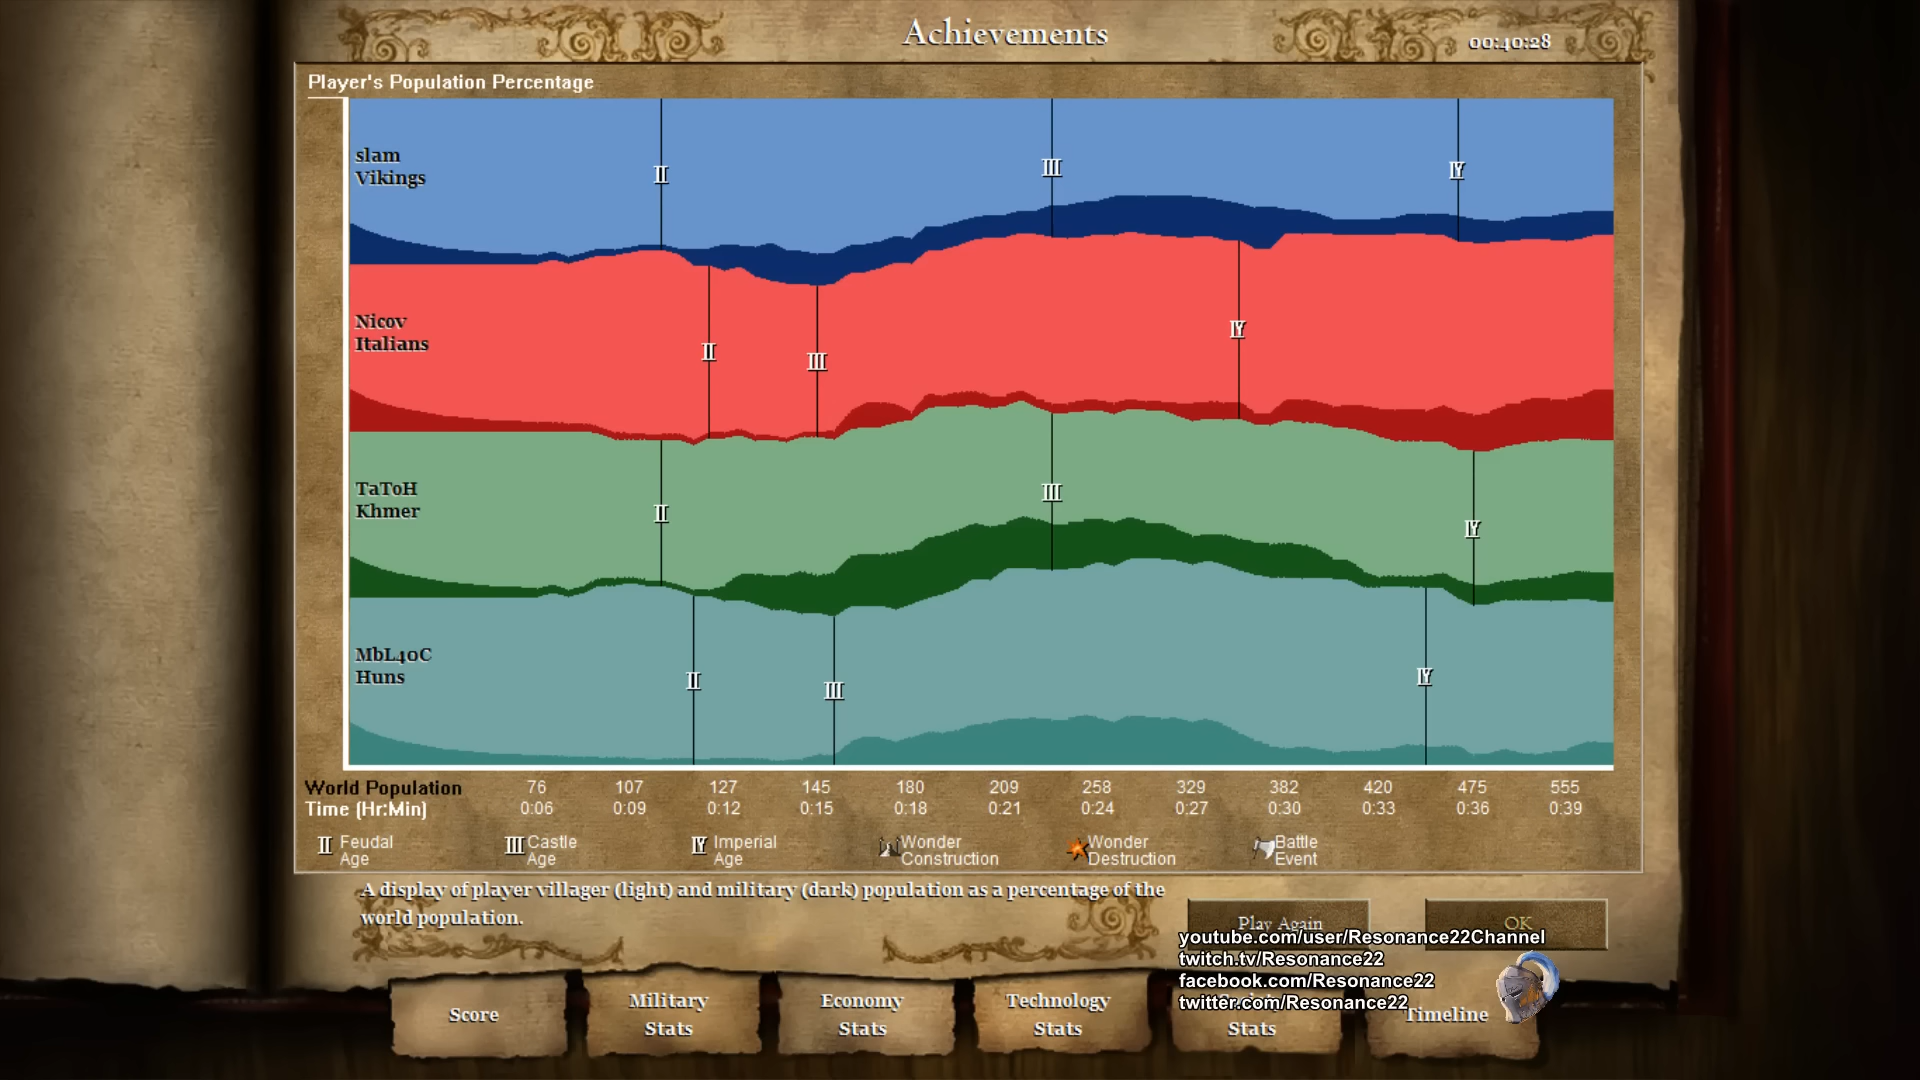 Achievements
00:40:28
Player's Population Percentage
slam
Vikings
II
III
IV
Nicov
Italians
II
III
IV
TaToH
Khmer
II
III
IV
MbL40C
Huns
II
III
IV
World Population 76 107 127 145 180 209 258 329 382 420 475 555
Time (Hr:Min) 0:06 0:09 0:12 0:15 0:18 0:21 0:24 0:27 0:30 0:33 0:36 0:39
II Feudal Age
III Castle Age
IV Imperial Age
Wonder Construction
Wonder Destruction
Battle Event
A display of player villager (light) and military (dark) population as a percentage of the
world population.
Play Again
OK
youtube.com/user/Resonance22Channel
twitch.tv/Resonance22
facebook.com/Resonance22
twitter.com/Resonance22
Score
Military
Stats
Economy
Stats
Technology
Stats
Stats
Timeline